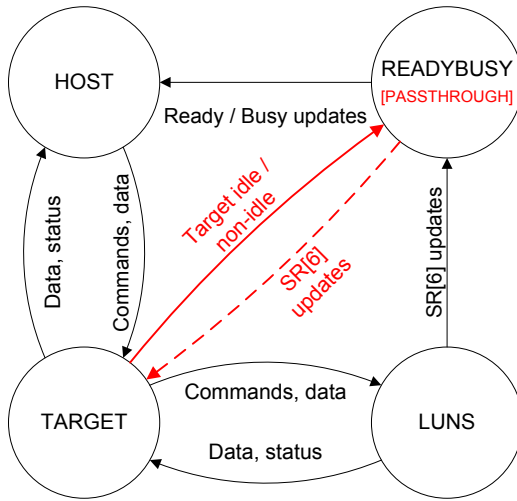 HOST
READYBUSY
[PASSTHROUGH]
Ready / Busy updates
Target idle /
non-idle
SR[6]
updates
Data, status
Commands, data
SR[6] updates
TARGET
Commands, data
Data, status
LUNS